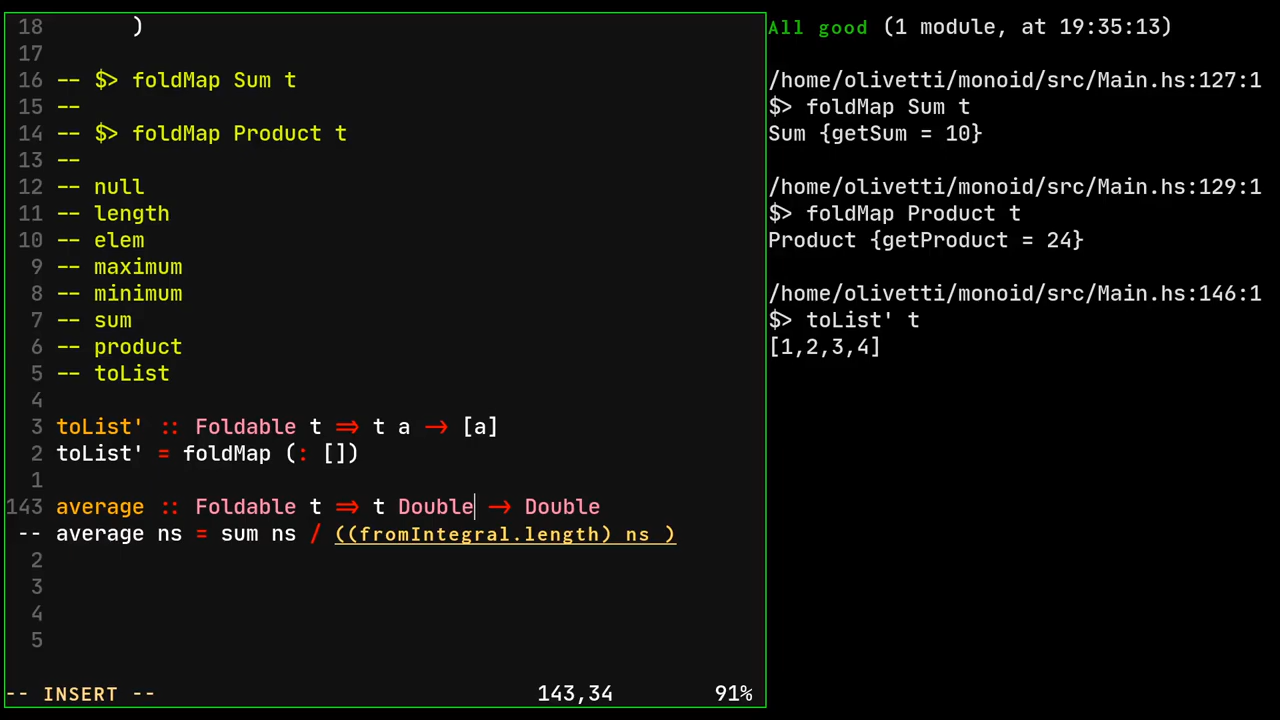 18       )
17
16 -- $> foldMap Sum t
15 --
14 -- $> foldMap Product t
13 --
12 -- null
11 -- length
10 -- elem
9 -- maximum
8 -- minimum
7 -- sum
6 -- product
5 -- toList
4
3 toList' :: Foldable t => t a -> [a]
2 toList' = foldMap (: [])
1
143 average :: Foldable t => t Double -> Double
-- average ns = sum ns / ((fromIntegral.length) ns )
2
3
4
5
-- INSERT -- 143,34 91%
All good (1 module, at 19:35:13)
/home/olivetti/monoid/src/Main.hs:127:1
$> foldMap Sum t
Sum {getSum = 10}
/home/olivetti/monoid/src/Main.hs:129:1
$> foldMap Product t
Product {getProduct = 24}
/home/olivetti/monoid/src/Main.hs:146:1
$> toList' t
[1,2,3,4]